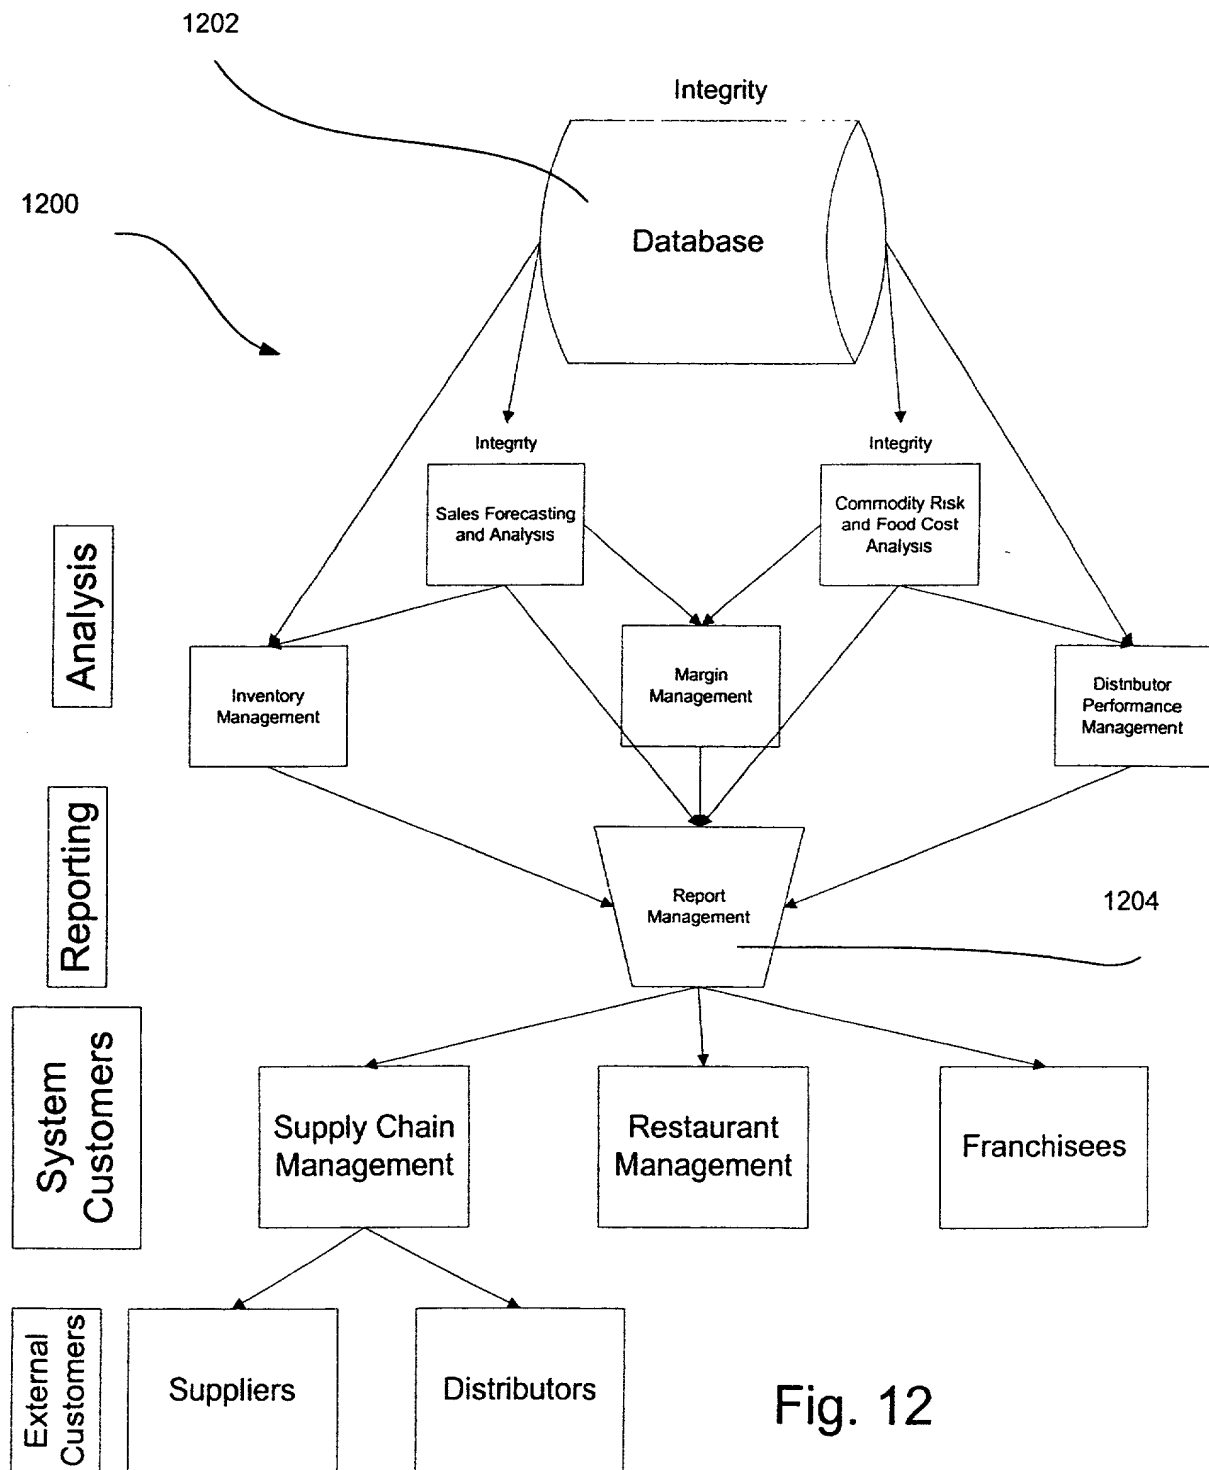 1202
Integrity
1200
Database
Integrity
Integrity
Sales Forecasting
and Analysis
Commodity Risk
and Food Cost
Analysis
Analysis
Inventory
Management
Margin
Management
Distributor
Performance
Management
Reporting
Report
Management
1204
System
Customers
Supply Chain
Management
Restaurant
Management
Franchisees
External
Customers
Suppliers
Distributors
Fig. 12